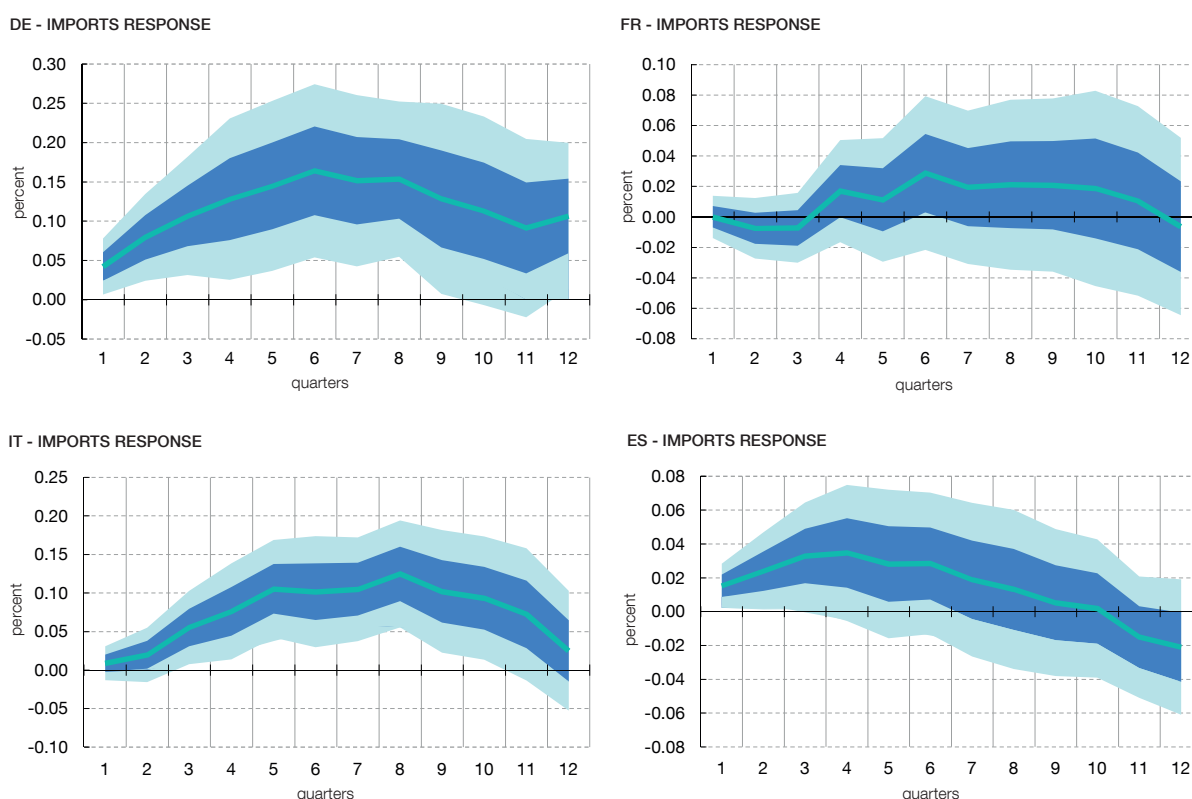 DE - IMPORTS RESPONSE
percent
0.30
0.25
0.20
0.15
0.10
0.05
0.00
-0.05
1 2 3 4 5 6 7 8 9 10 11 12
quarters
FR - IMPORTS RESPONSE
percent
0.10
0.08
0.06
0.04
0.02
0.00
-0.02
-0.04
-0.06
-0.08
1 2 3 4 5 6 7 8 9 10 11 12
quarters
IT - IMPORTS RESPONSE
percent
0.25
0.20
0.15
0.10
0.05
0.00
-0.05
-0.10
1 2 3 4 5 6 7 8 9 10 11 12
quarters
ES - IMPORTS RESPONSE
percent
0.08
0.06
0.04
0.02
0.00
-0.02
-0.04
-0.06
-0.08
1 2 3 4 5 6 7 8 9 10 11 12
quarters